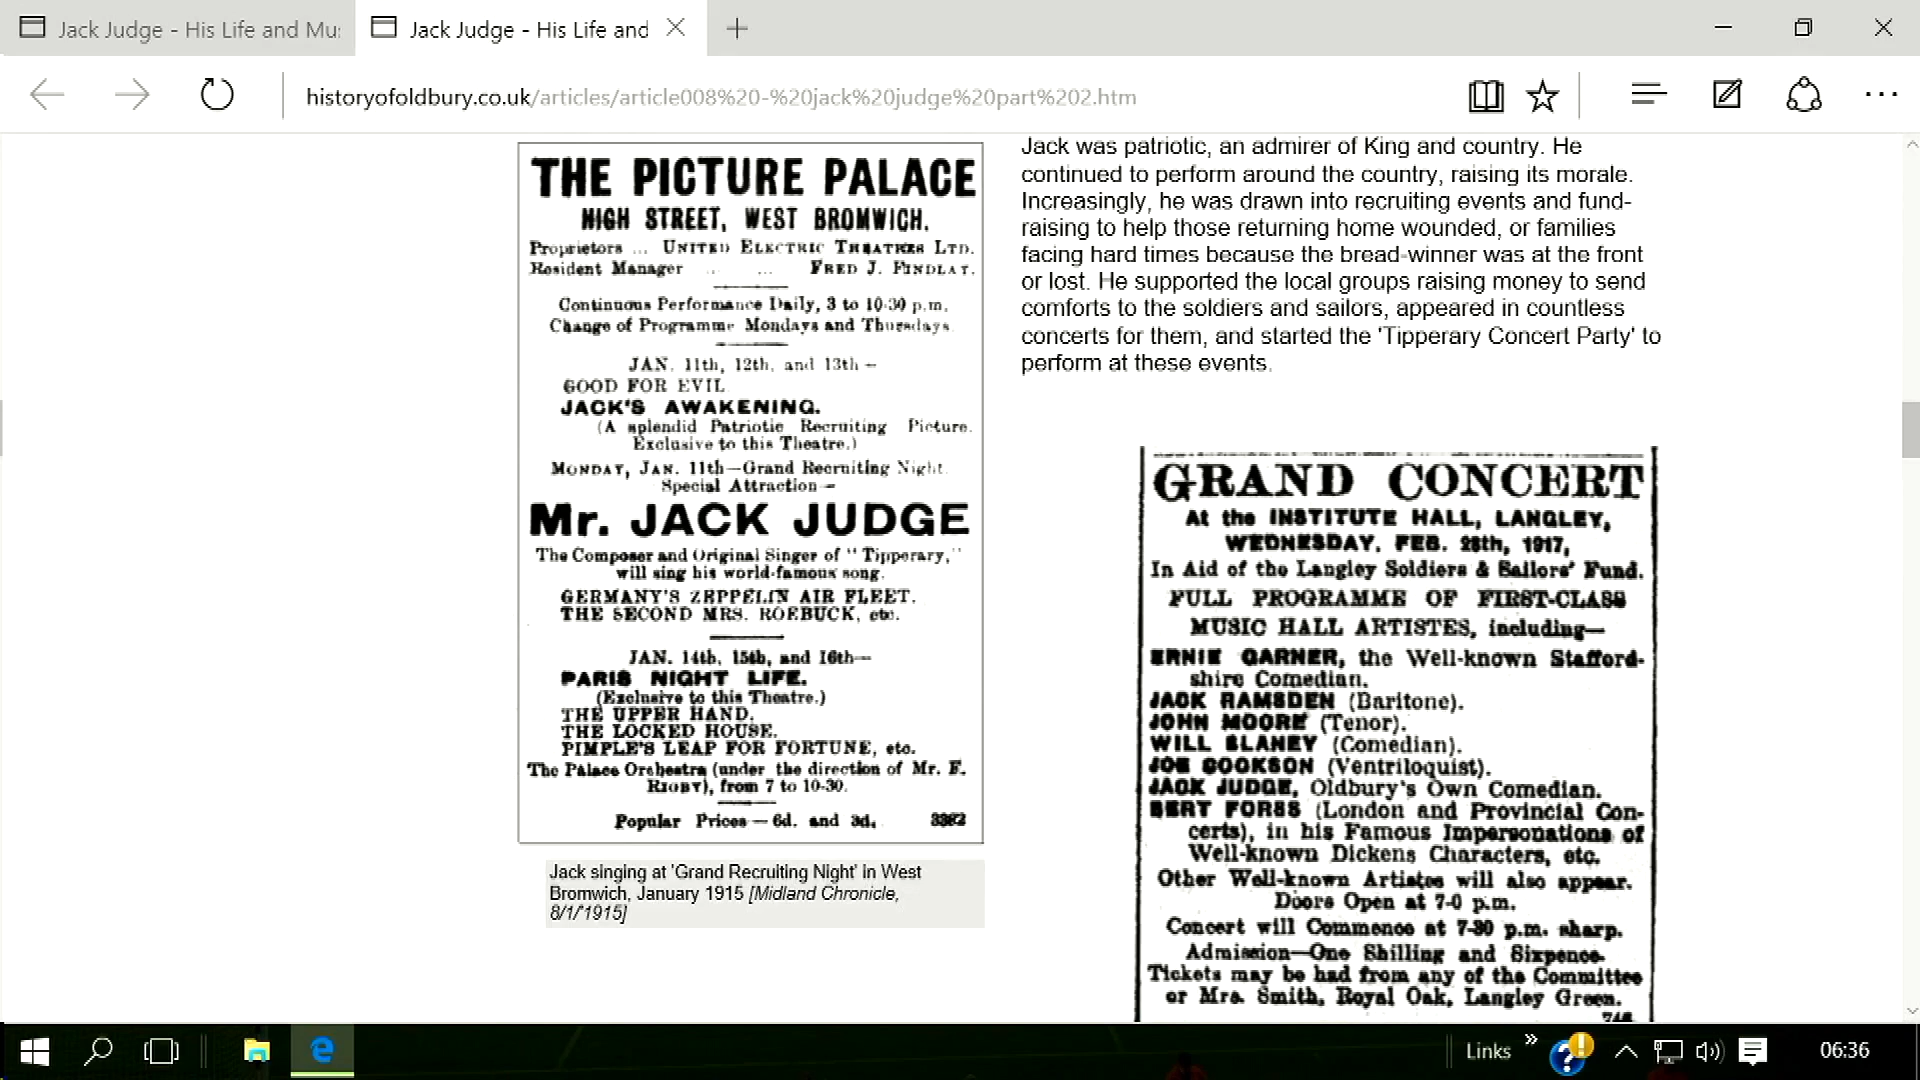 Jack Judge - His Life and Mu
Jack Judge - His Life and
historyofoldbury.co.uk/articles/article008%20-%20jack%20judge%20part%202.htm
THE PICTURE PALACE
HIGH STREET, WEST BROMWICH.
Proprietors ... UNITED ELECTRIC THEATRES LTD.
Resident Manager ... ... FRED J. FINDLAY.
Continuous Performance Daily, 3 to 10-30 p.m.
Change of Programme Mondays and Thursdays.
JAN. 11th, 12th, and 13th—
GOOD FOR EVIL.
JACK'S AWAKENING.
(A splendid Patriotic Recruiting Picture.
Exclusive to this Theatre.)
MONDAY, JAN. 11th—Grand Recruiting Night.
Special Attraction—
Mr. JACK JUDGE
The Composer and Original Singer of "Tipperary,"
will sing his world-famous song.
GERMANY'S ZEPPELIN AIR FLEET.
THE SECOND MRS. ROEBUCK, etc.
JAN. 14th, 15th, and 16th—
PARIS NIGHT LIFE.
(Exclusive to this Theatre.)
THE UPPER HAND.
THE LOCKED HOUSE.
PIMPLE'S LEAP FOR FORTUNE, etc.
The Palace Orchestra (under the direction of Mr. F.
RIGBY), from 7 to 10-30.
Popular Prices—6d. and 3d. 3382
Jack singing at 'Grand Recruiting Night' in West
Bromwich, January 1915 [Midland Chronicle,
8/1/'1915]
Jack was patriotic, an admirer of King and country. He
continued to perform around the country, raising its morale.
Increasingly, he was drawn into recruiting events and fund-
raising to help those returning home wounded, or families
facing hard times because the bread-winner was at the front
or lost. He supported the local groups raising money to send
comforts to the soldiers and sailors, appeared in countless
concerts for them, and started the 'Tipperary Concert Party' to
perform at these events.
GRAND CONCERT
At the INSTITUTE HALL, LANGLEY,
WEDNESDAY, FEB. 28th, 1917,
In Aid of the Langley Soldiers & Sailors' Fund.
FULL PROGRAMME OF FIRST-CLASS
MUSIC HALL ARTISTES, including—
ERNIE GARNER, the Well-known Stafford-
shire Comedian.
JACK RAMSDEN (Baritone).
JOHN MOORE (Tenor).
WILL BLANEY (Comedian).
JOE COOKSON (Ventriloquist).
JACK JUDGE, Oldbury's Own Comedian.
BERT FORSS (London and Provincial Con-
certs), in his Famous Impersonations of
Well-known Dickens Characters, etc.
Other Well-known Artistes will also appear.
Doors Open at 7-0 p.m.
Concert will Commence at 7-30 p.m. sharp.
Admission—One Shilling and Sixpence.
Tickets may be had from any of the Committee
or Mrs. Smith, Royal Oak, Langley Green.
Links
06:36